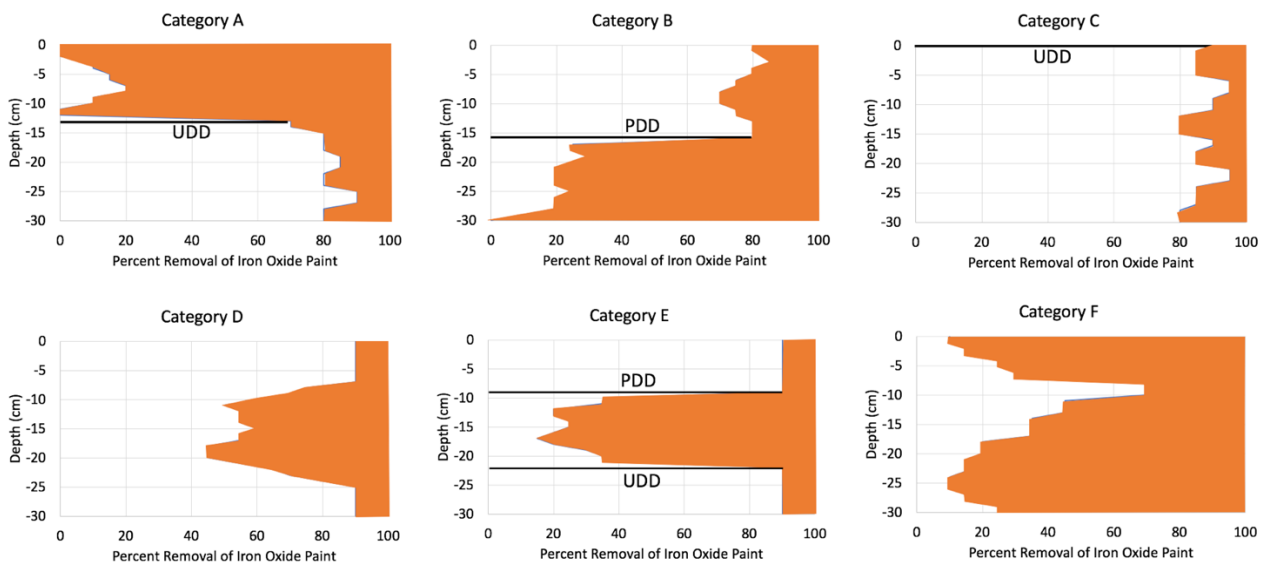 Category A
0
-5
-10
-15
-20
-25
-30
Depth (cm)
UDD
0 20 40 60 80 100
Percent Removal of Iron Oxide Paint
Category B
0
-5
-10
-15
-20
-25
-30
Depth (cm)
PDD
0 20 40 60 80 100
Percent Removal of Iron Oxide Paint
Category C
0
-5
-10
-15
-20
-25
-30
Depth (cm)
UDD
0 20 40 60 80 100
Percent Removal of Iron Oxide Paint
Category D
0
-5
-10
-15
-20
-25
-30
Depth (cm)
0 20 40 60 80 100
Percent Removal of Iron Oxide Paint
Category E
0
-5
-10
-15
-20
-25
-30
Depth (cm)
PDD
UDD
0 20 40 60 80 100
Percent Removal of Iron Oxide Paint
Category F
0
-5
-10
-15
-20
-25
-30
Depth (cm)
0 20 40 60 80 100
Percent Removal of Iron Oxide Paint